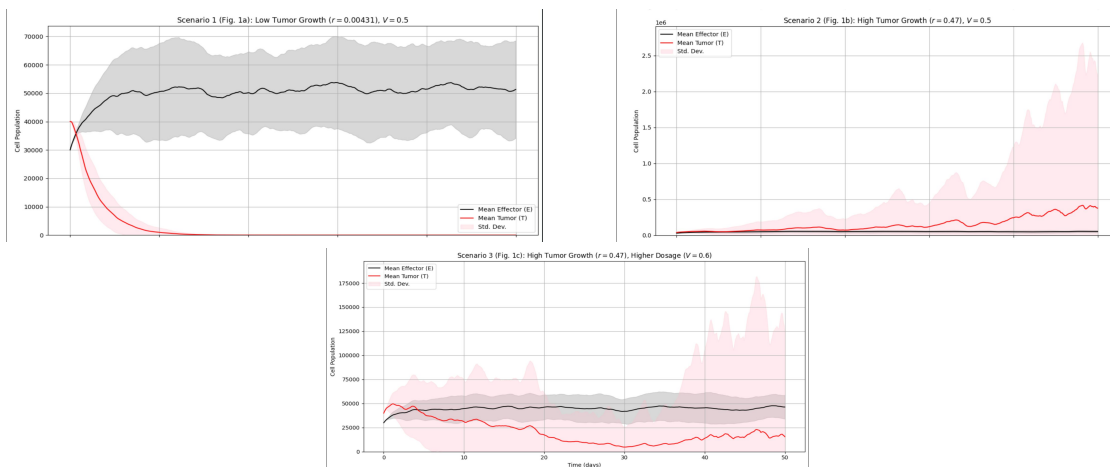 Scenario 1 (Fig. 1a): Low Tumor Growth (r = 0.00431), V = 0.5
70000
60000
50000
40000
30000
20000
10000
0
Cell Population
Mean Effector (E)
Mean Tumor (T)
Std. Dev.
Scenario 2 (Fig. 1b): High Tumor Growth (r = 0.47), V = 0.5
1e6
2.5
2.0
1.5
1.0
0.5
0.0
Cell Population
Mean Effector (E)
Mean Tumor (T)
Std. Dev.
Scenario 3 (Fig. 1c): High Tumor Growth (r = 0.47), Higher Dosage (V = 0.6)
175000
150000
125000
100000
75000
50000
25000
0
Cell Population
Mean Effector (E)
Mean Tumor (T)
Std. Dev.
0 10 20 30 40 50
Time (days)